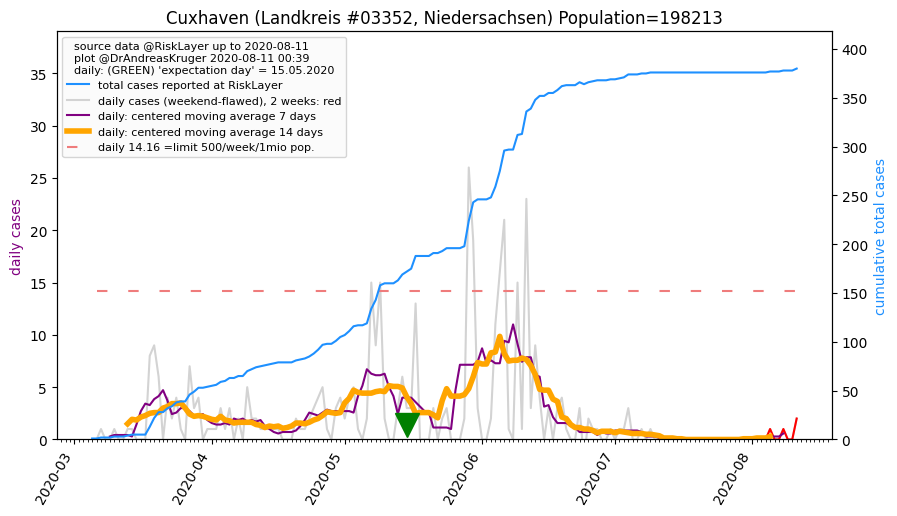 Cuxhaven (Landkreis #03352, Niedersachsen) Population=198213
source data @RiskLayer up to 2020-08-11
plot @DrAndreasKruger 2020-08-11 00:39
daily: (GREEN) 'expectation day' = 15.05.2020
total cases reported at RiskLayer
daily cases (weekend-flawed), 2 weeks: red
daily: centered moving average 7 days
daily: centered moving average 14 days
daily 14.16 =limit 500/week/1mio pop.
daily cases
35
30
25
20
15
10
5
0
400
350
300
250
200
150
100
50
0
cumulative total cases
2020-03
2020-04
2020-05
2020-06
2020-07
2020-08